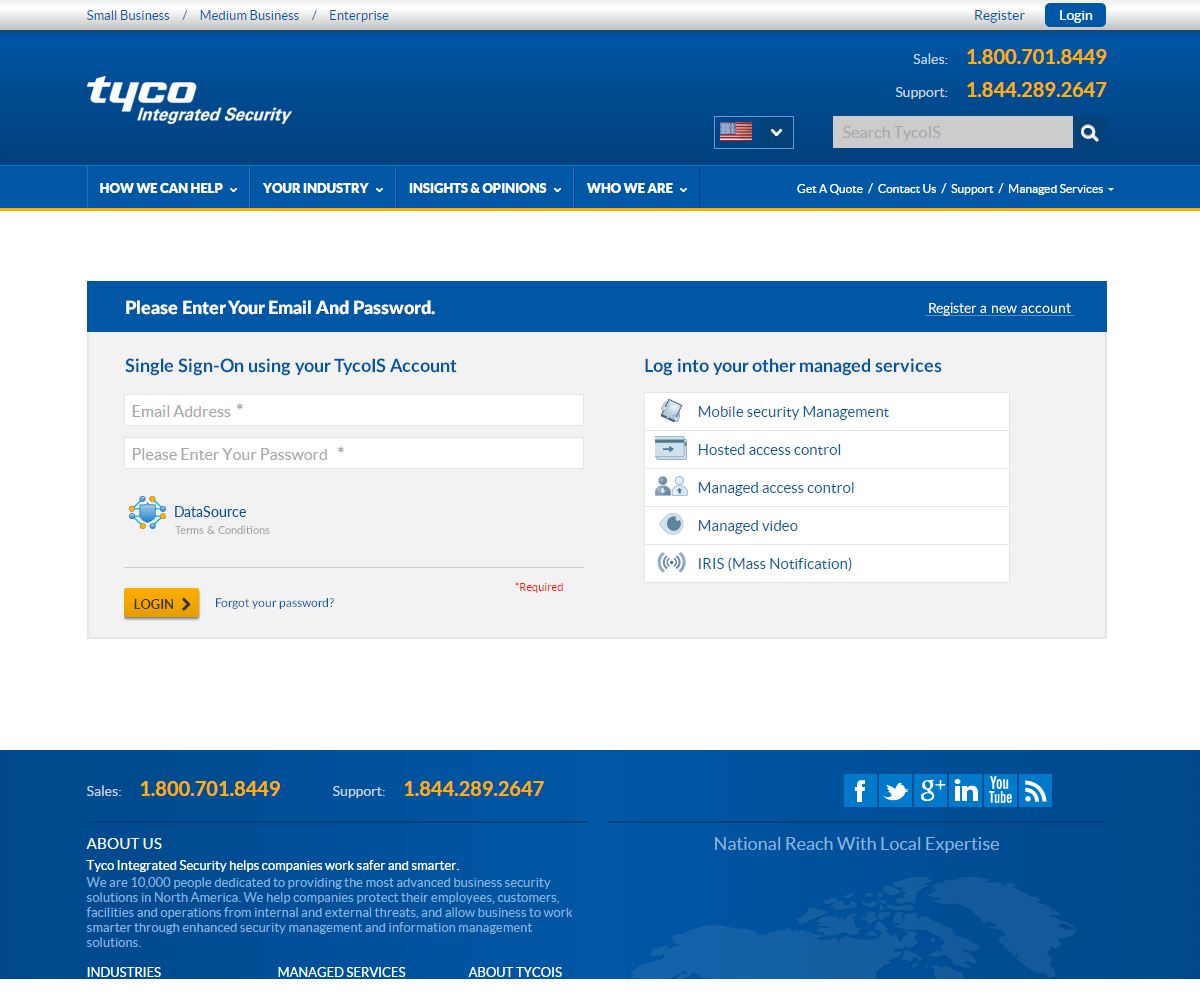 Small Business / Medium Business / Enterprise
Register
Login
Sales: 1.800.701.8449
Support: 1.844.289.2647
tyco
Integrated Security
Search TycoIS
HOW WE CAN HELP
YOUR INDUSTRY
INSIGHTS & OPINIONS
WHO WE ARE
Get A Quote / Contact Us / Support / Managed Services
Please Enter Your Email And Password.
Register a new account
Single Sign-On using your TycoIS Account
Email Address *
Please Enter Your Password *
DataSource
Terms & Conditions
*Required
LOGIN
Forgot your password?
Log into your other managed services
Mobile security Management
Hosted access control
Managed access control
Managed video
IRIS (Mass Notification)
Sales: 1.800.701.8449
Support: 1.844.289.2647
f
g+
in
You
Tube
ABOUT US
Tyco Integrated Security helps companies work safer and smarter.
We are 10,000 people dedicated to providing the most advanced business security
solutions in North America. We help companies protect their employees, customers,
facilities and operations from internal and external threats, and allow business to work
smarter through enhanced security management and information management
solutions.
National Reach With Local Expertise
INDUSTRIES
MANAGED SERVICES
ABOUT TYCOIS